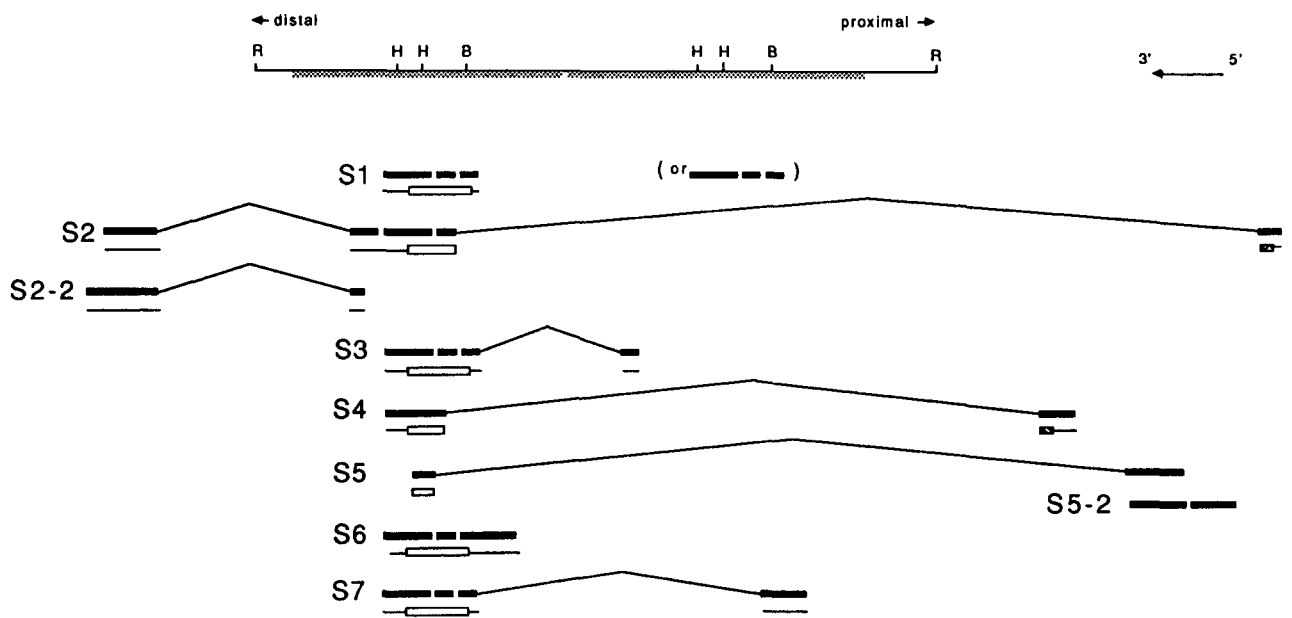 ← distal proximal →
R H H B H H B R 3' 5'
S1 ( or )
S2
S2-2
S3
S4
S5
S5-2
S6
S7